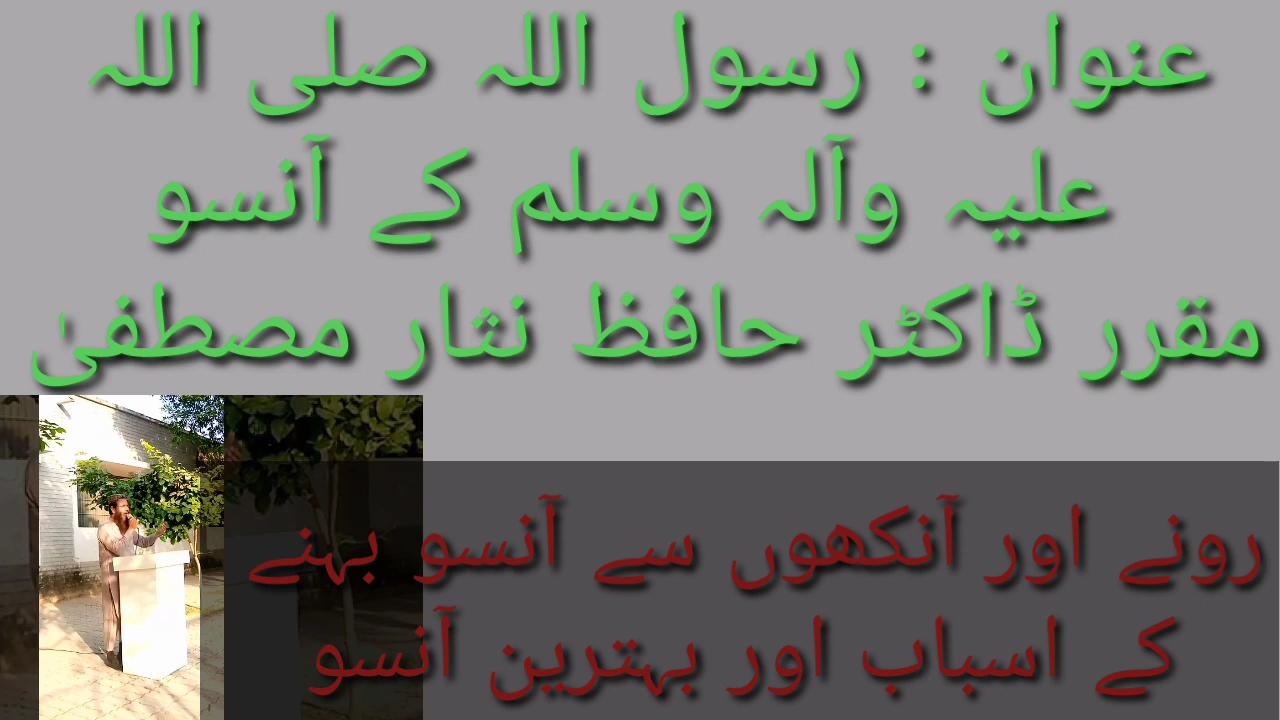 عنوان : رسول اللہ صلی اللہ
علیہ وآلہ وسلم کے آنسو
مقرر ڈاکٹر حافظ نثار مصطفیٰ
رونے اور آنکھوں سے آنسو بہنے
کے اسباب اور بہترین آنسو